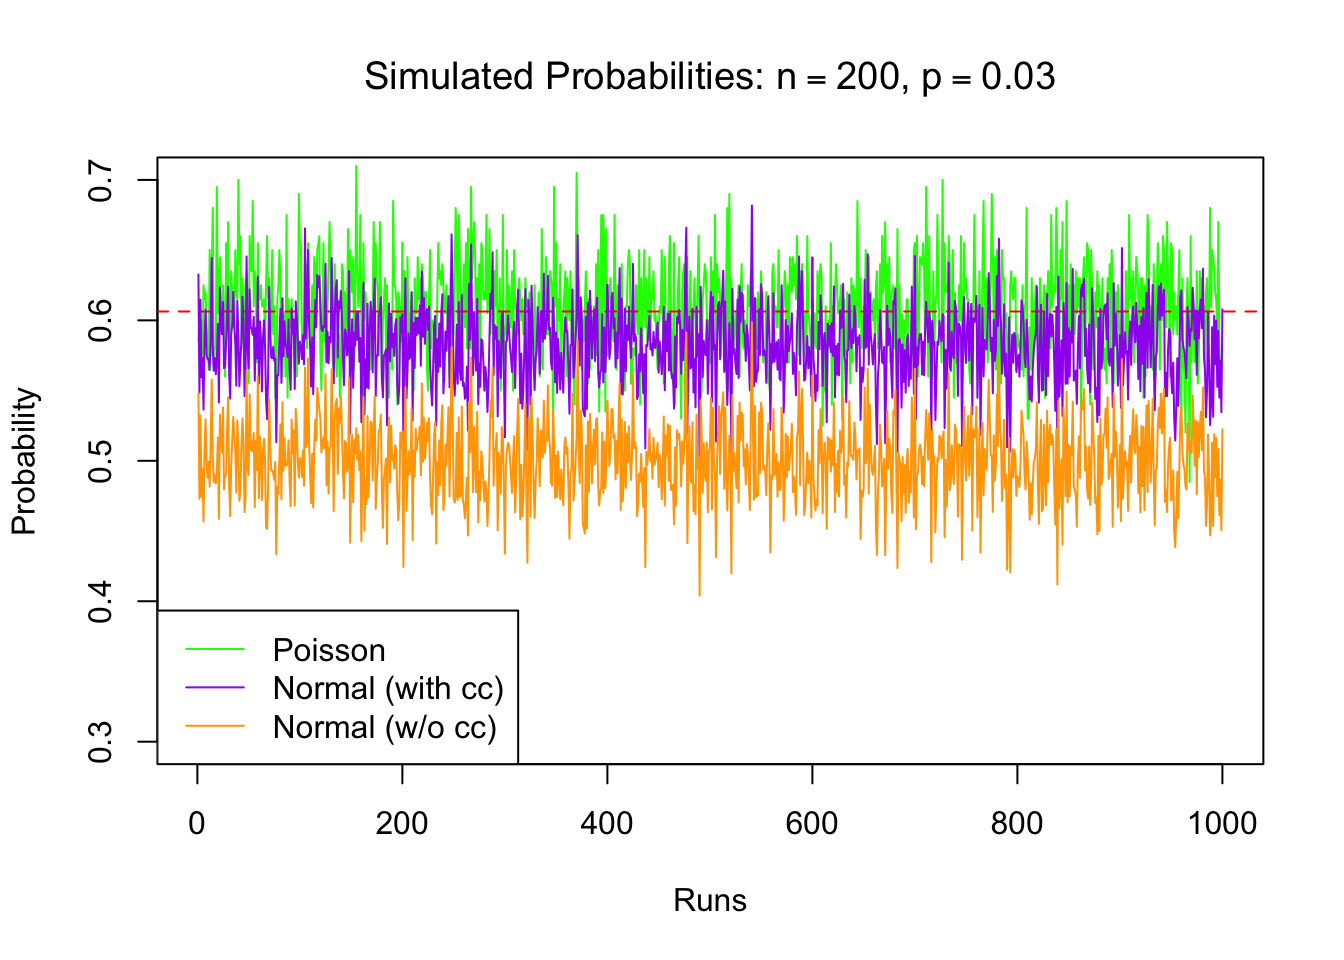 Simulated Probabilities: n = 200, p = 0.03
Probability
0.7
0.6
0.5
0.4
0.3
Poisson
Normal (with cc)
Normal (w/o cc)
0 200 400 600 800 1000
Runs